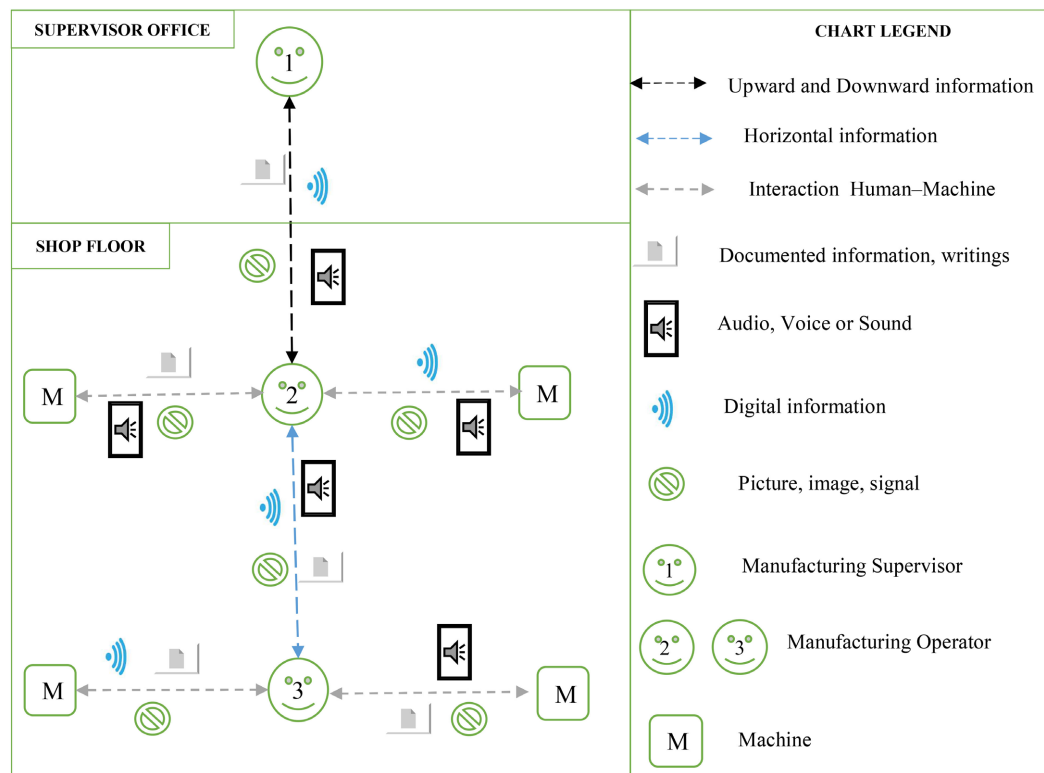 SUPERVISOR OFFICE
1
CHART LEGEND
Upward and Downward information
Horizontal information
Interaction Human–Machine
Documented information, writings
Audio, Voice or Sound
Digital information
Picture, image, signal
1
Manufacturing Supervisor
2
3
Manufacturing Operator
M
Machine
SHOP FLOOR
M
2
M
M
3
M